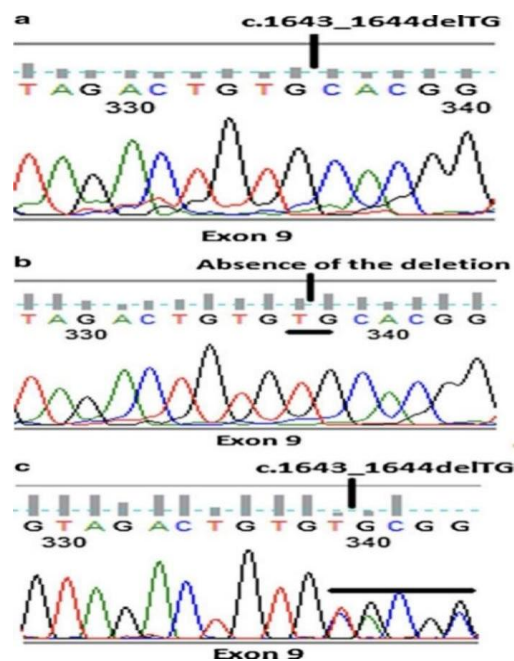 a
c.1643_1644delTG
T A G A C T G T G C A C G G
330 340
Exon 9
b
Absence of the deletion
T A G A C T G T G T G C A C G G
330 340
Exon 9
c
c.1643_1644delTG
G T A G A C T G T G T G C G G
330 340
Exon 9